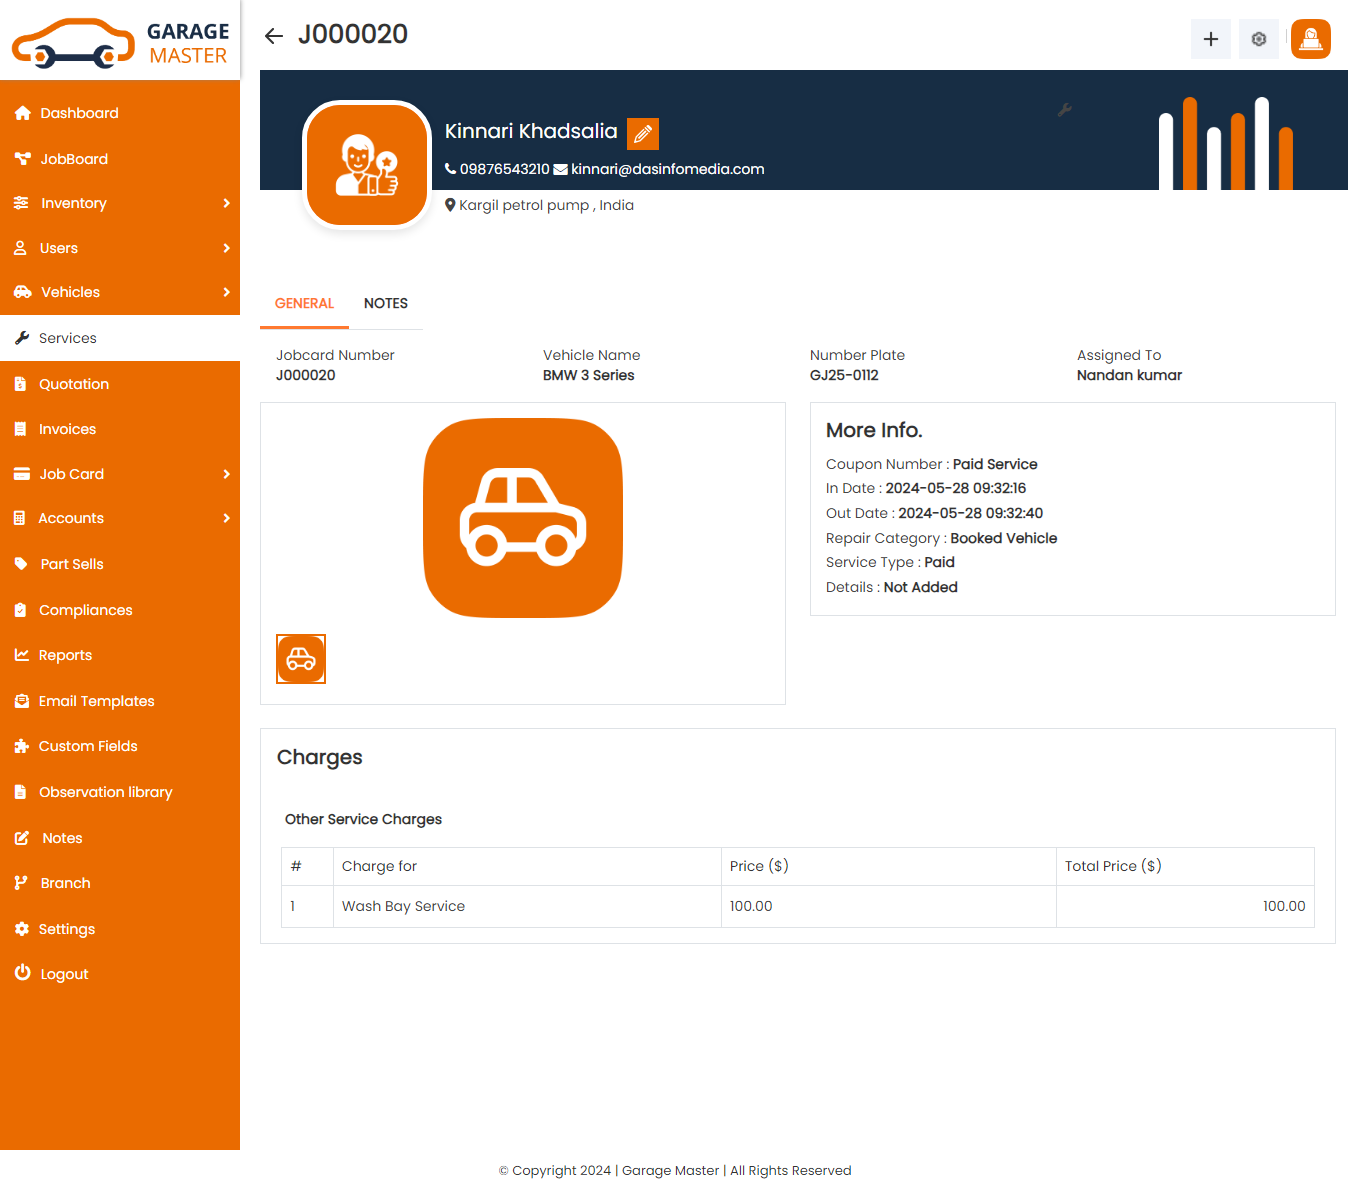 GARAGE
MASTER
J000020
Dashboard
JobBoard
Inventory
Users
Vehicles
Services
Quotation
Invoices
Job Card
Accounts
Part Sells
Compliances
Reports
Email Templates
Custom Fields
Observation library
Notes
Branch
Settings
Logout
Kinnari Khadsalia
09876543210 kinnari@dasinfomedia.com
Kargil petrol pump , India
GENERAL NOTES
Jobcard Number Vehicle Name Number Plate Assigned To
J000020 BMW 3 Series GJ25-0112 Nandan kumar
More Info.
Coupon Number : Paid Service
In Date : 2024-05-28 09:32:16
Out Date : 2024-05-28 09:32:40
Repair Category : Booked Vehicle
Service Type : Paid
Details : Not Added
Charges
Other Service Charges
# Charge for Price ($) Total Price ($)
1 Wash Bay Service 100.00 100.00
© Copyright 2024 | Garage Master | All Rights Reserved